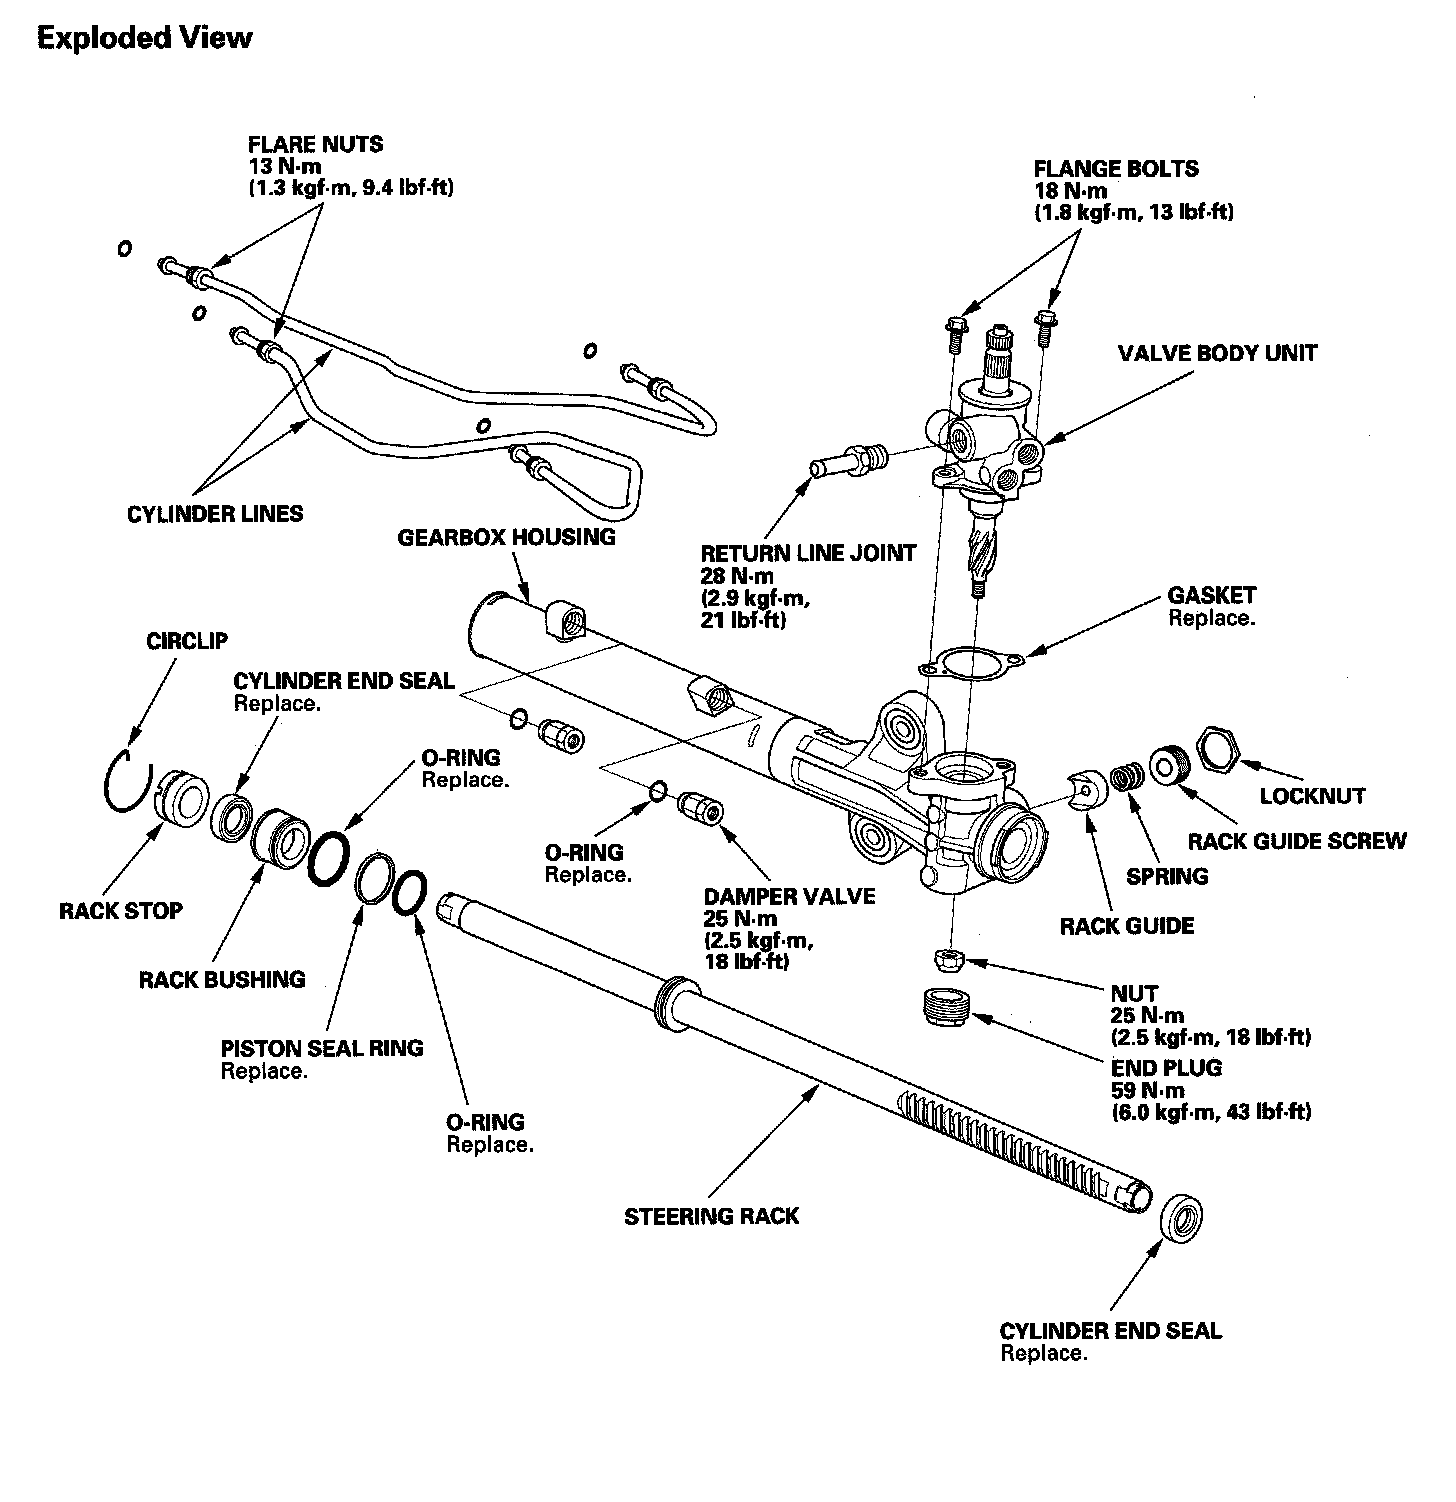 Exploded View
FLARE NUTS
13 N·m
(1.3 kgf·m, 9.4 lbf·ft)
FLANGE BOLTS
18 N·m
(1.8 kgf·m, 13 lbf·ft)
VALVE BODY UNIT
CYLINDER LINES
GEARBOX HOUSING
RETURN LINE JOINT
28 N·m
(2.9 kgf·m,
21 lbf·ft)
GASKET
Replace.
CIRCLIP
CYLINDER END SEAL
Replace.
O-RING
Replace.
LOCKNUT
RACK GUIDE SCREW
SPRING
RACK GUIDE
O-RING
Replace.
DAMPER VALVE
25 N·m
(2.5 kgf·m,
18 lbf·ft)
RACK STOP
RACK BUSHING
NUT
25 N·m
(2.5 kgf·m, 18 lbf·ft)
END PLUG
59 N·m
(6.0 kgf·m, 43 lbf·ft)
PISTON SEAL RING
Replace.
O-RING
Replace.
STEERING RACK
CYLINDER END SEAL
Replace.